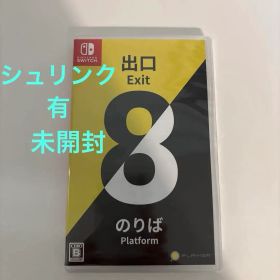 NINTENDO
SWITCH
出口
Exit
シュリンク
有
未開封
8
のりば
Platform
B
PLAYISM